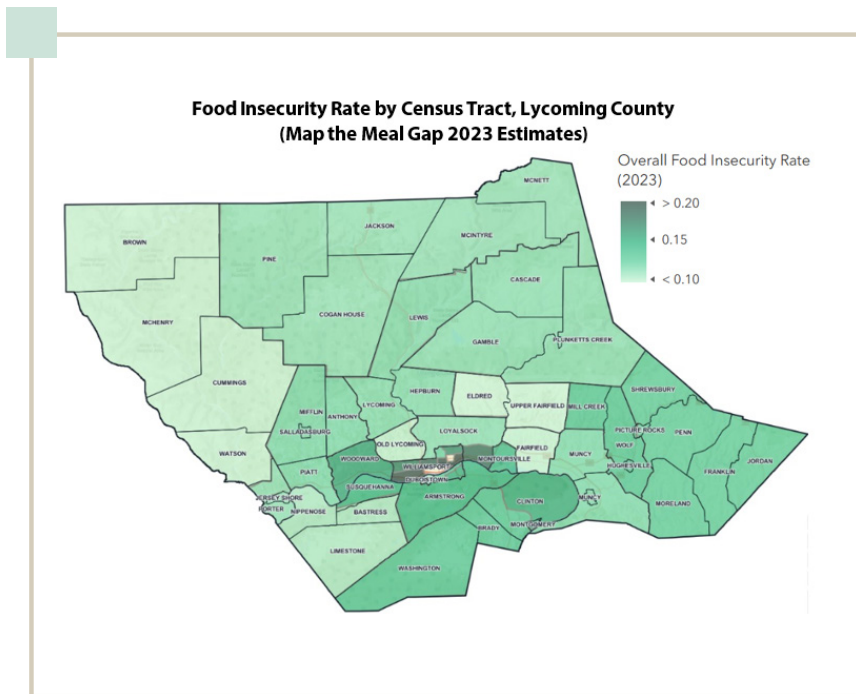 Food Insecurity Rate by Census Tract, Lycoming County
(Map the Meal Gap 2023 Estimates)
Overall Food Insecurity Rate
(2023)
> 0.20
0.15
< 0.10
MCNETT
JACKSON
MCINTYRE
BROWN
PINE
CASCADE
COGAN HOUSE
LEWIS
MCHENRY
GAMBLE
PLUNKETTS CREEK
CUMMINGS
HEPBURN
ELDRED
SHREWSBURY
LYCOMING
UPPER FAIRFIELD
MILL CREEK
MIFFLIN
ANTHONY
SALLADASBURG
LOYALSOCK
PICTURE ROCKS
PENN
OLD LYCOMING
WOLF
FAIRFIELD
WATSON
MUNCY
WOODWARD
MONTOURSVILLE
JORDAN
WILLIAMSPORT
HUGHESVILLE
PIATT
FRANKLIN
DUBOISTOWN
SUSQUEHANNA
JERSEY SHORE
ARMSTRONG
MUNCY
CLINTON
MORELAND
PORTER
NIPPENOSE
BASTRESS
MONTGOMERY
BRADY
LIMESTONE
WASHINGTON